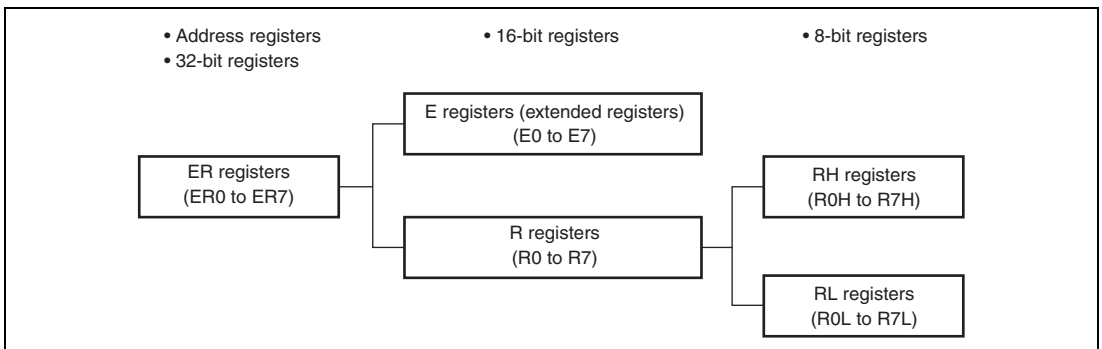 • Address registers
• 32-bit registers
• 16-bit registers
• 8-bit registers
E registers (extended registers)
(E0 to E7)
ER registers
(ER0 to ER7)
RH registers
(R0H to R7H)
R registers
(R0 to R7)
RL registers
(R0L to R7L)